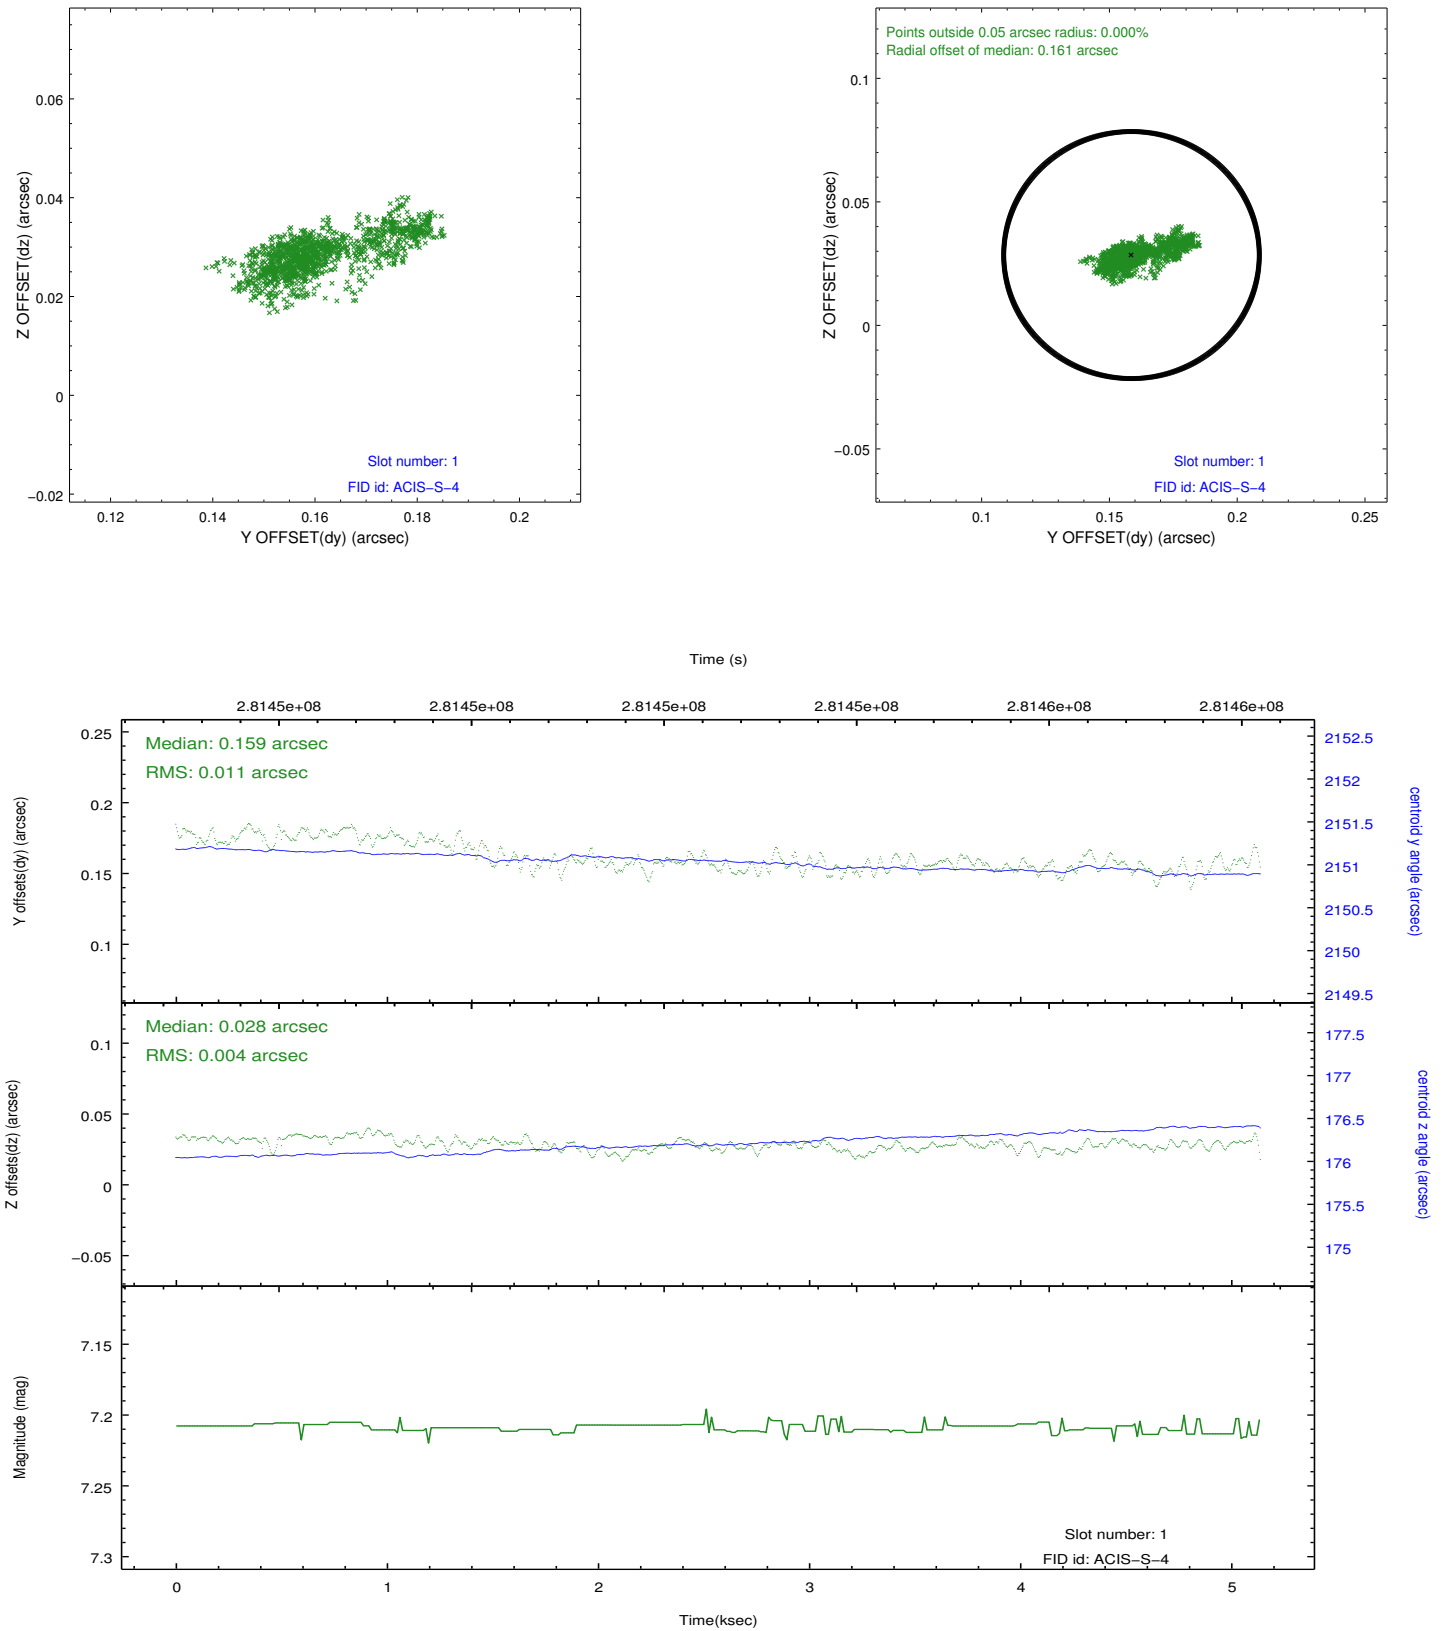 0.06
0.04
0.02
0
−0.02
Z OFFSET(dz) (arcsec)
Slot number: 1
FID id: ACIS−S−4
0.12 0.14 0.16 0.18 0.2
Y OFFSET(dy) (arcsec)
Points outside 0.05 arcsec radius: 0.000%
Radial offset of median: 0.161 arcsec
0.1
0.05
0
−0.05
Z OFFSET(dz) (arcsec)
Slot number: 1
FID id: ACIS−S−4
0.1 0.15 0.2 0.25
Y OFFSET(dy) (arcsec)
Time (s)
2.8145e+08 2.8145e+08 2.8145e+08 2.8145e+08 2.8146e+08 2.8146e+08
Median: 0.159 arcsec
RMS: 0.011 arcsec
0.25
0.2
0.15
0.1
Y offsets(dy) (arcsec)
2152.5
2152
2151.5
2151
2150.5
2150
2149.5
centroid y angle (arcsec)
Median: 0.028 arcsec
RMS: 0.004 arcsec
0.1
0.05
0
−0.05
Z offsets(dz) (arcsec)
177.5
177
176.5
176
175.5
175
centroid z angle (arcsec)
7.15
7.2
7.25
7.3
Magnitude (mag)
Slot number: 1
FID id: ACIS−S−4
0 1 2 3 4 5
Time(ksec)